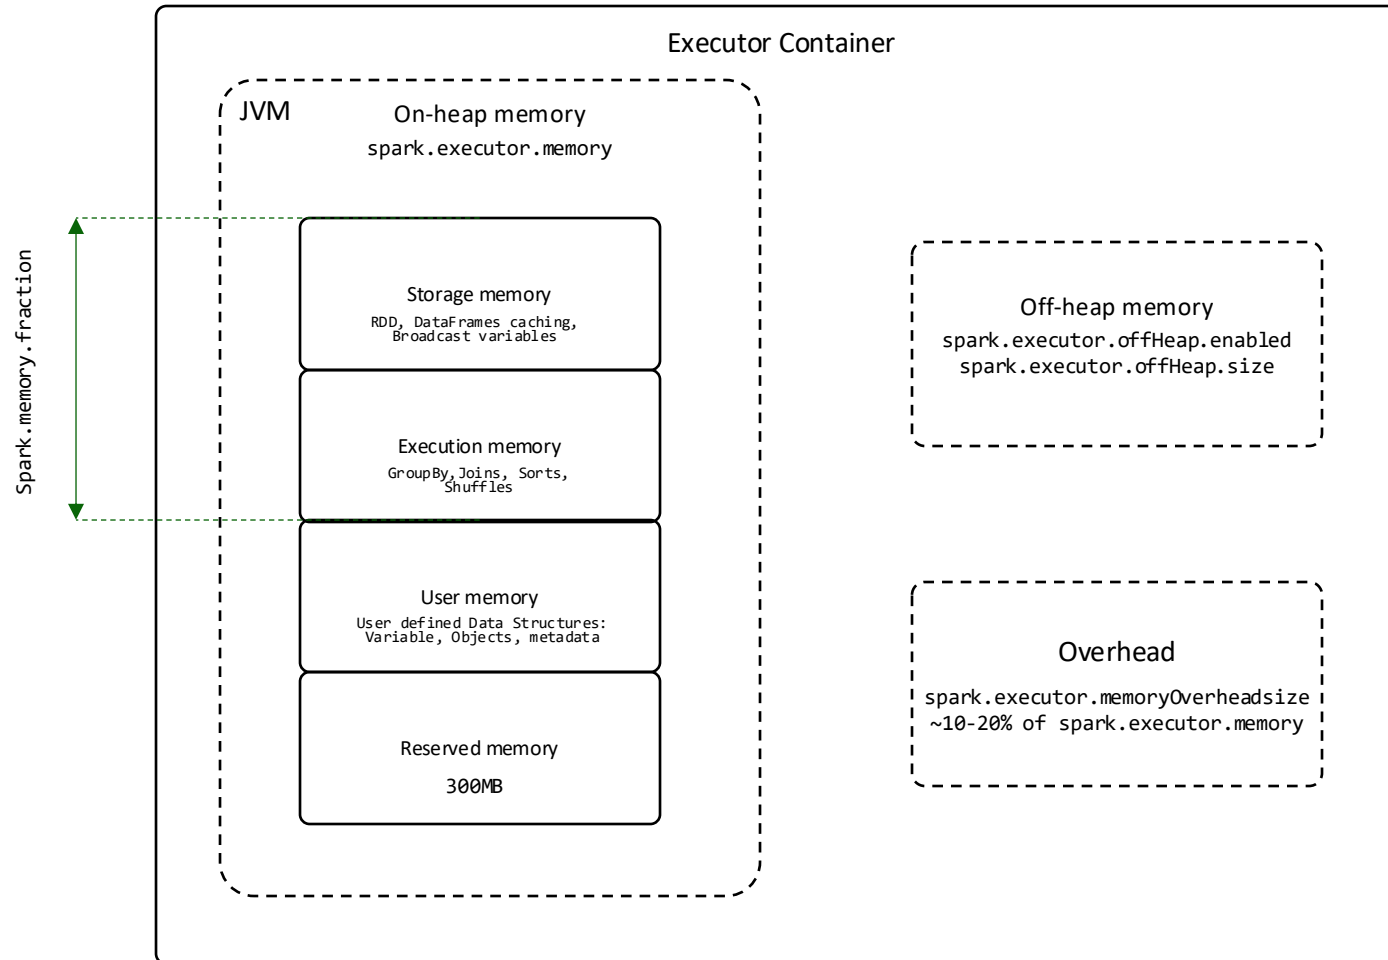 Executor Container
JVM
On-heap memory
spark.executor.memory
Spark.memory.fraction
Storage memory
RDD, DataFrames caching,
Broadcast variables
Execution memory
GroupBy,Joins, Sorts,
Shuffles
User memory
User defined Data Structures:
Variable, Objects, metadata
Reserved memory
300MB
Off-heap memory
spark.executor.offHeap.enabled
spark.executor.offHeap.size
Overhead
spark.executor.memoryOverheadsize
~10-20% of spark.executor.memory